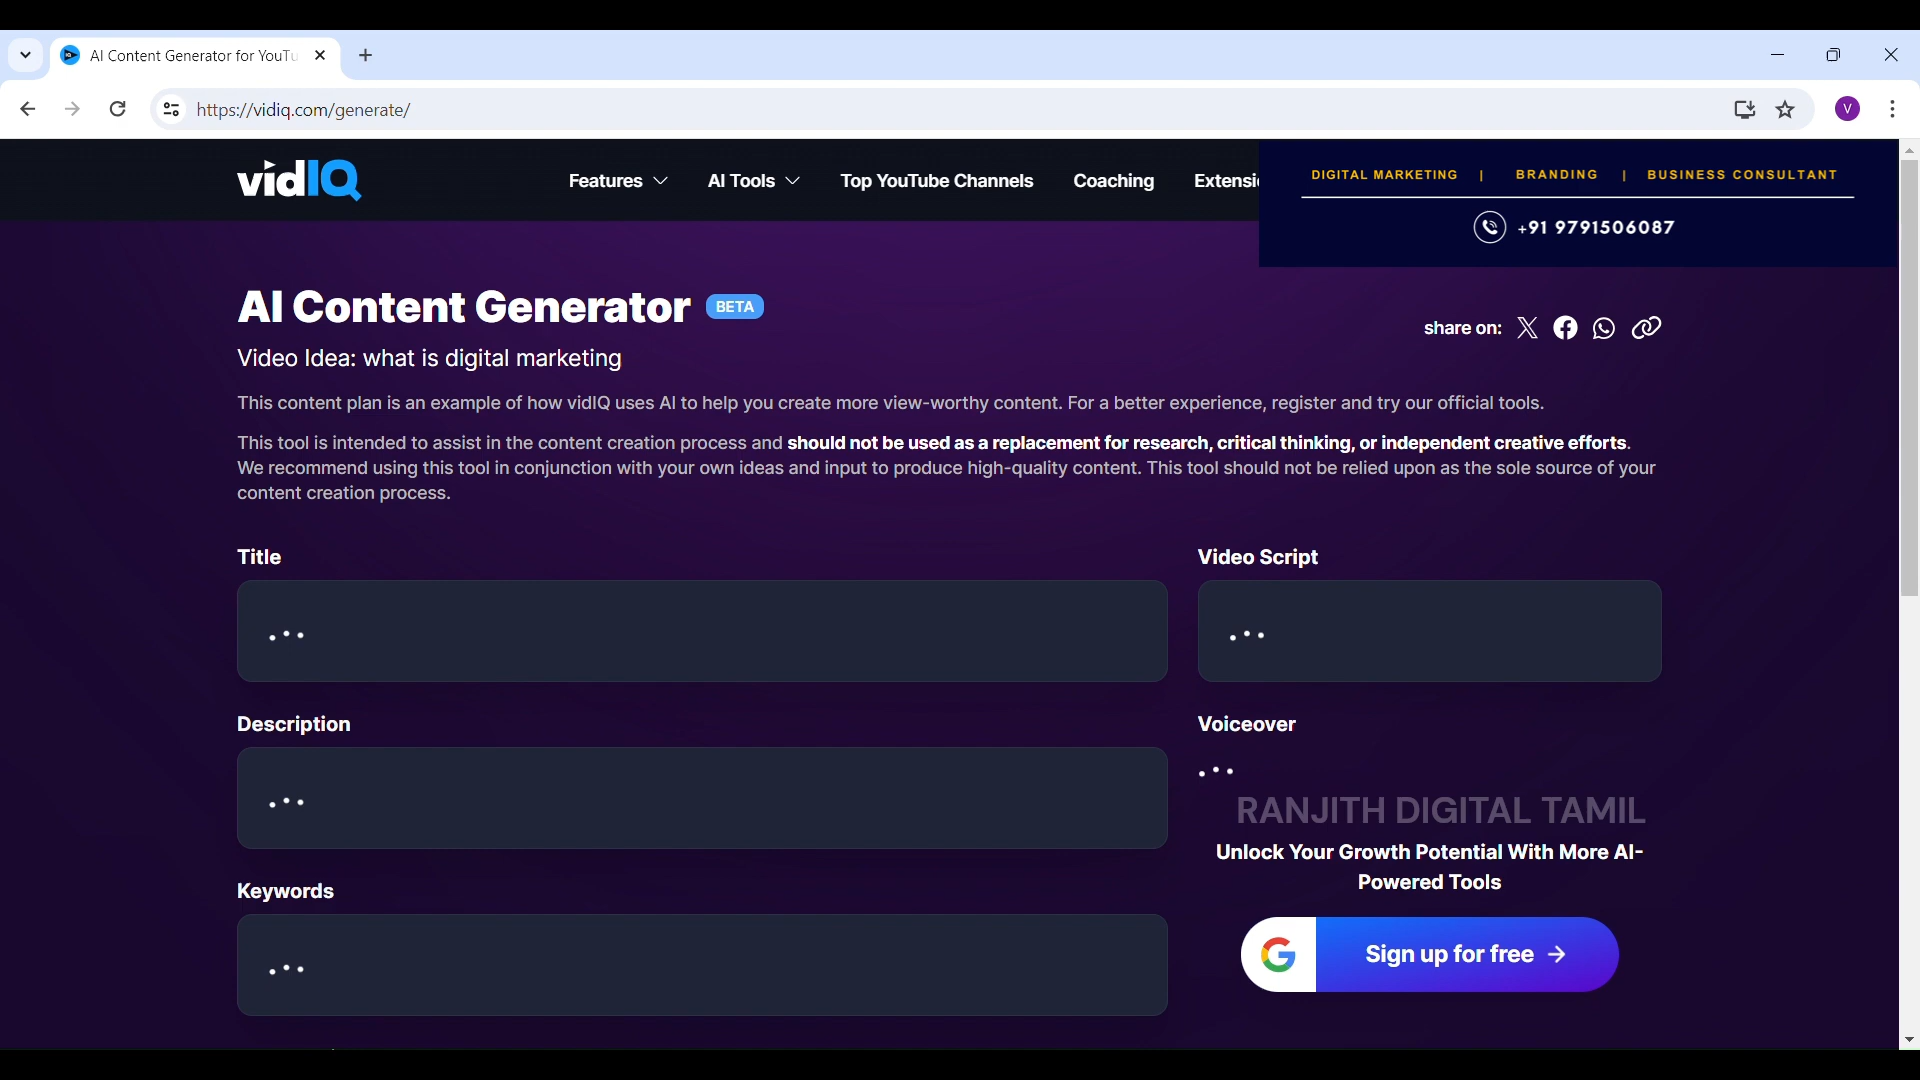 AI Content Generator for YouTu
https://vidiq.com/generate/
V
vidIQ
Features
AI Tools
Top YouTube Channels
Coaching
Extensi
DIGITAL MARKETING | BRANDING | BUSINESS CONSULTANT
+91 9791506087
AI Content Generator BETA
share on:
Video Idea: what is digital marketing
This content plan is an example of how vidIQ uses AI to help you create more view-worthy content. For a better experience, register and try our official tools.
This tool is intended to assist in the content creation process and should not be used as a replacement for research, critical thinking, or independent creative efforts.
We recommend using this tool in conjunction with your own ideas and input to produce high-quality content. This tool should not be relied upon as the sole source of your
content creation process.
Title
Video Script
Description
Voiceover
RANJITH DIGITAL TAMIL
Unlock Your Growth Potential With More AI-
Powered Tools
Keywords
Sign up for free →